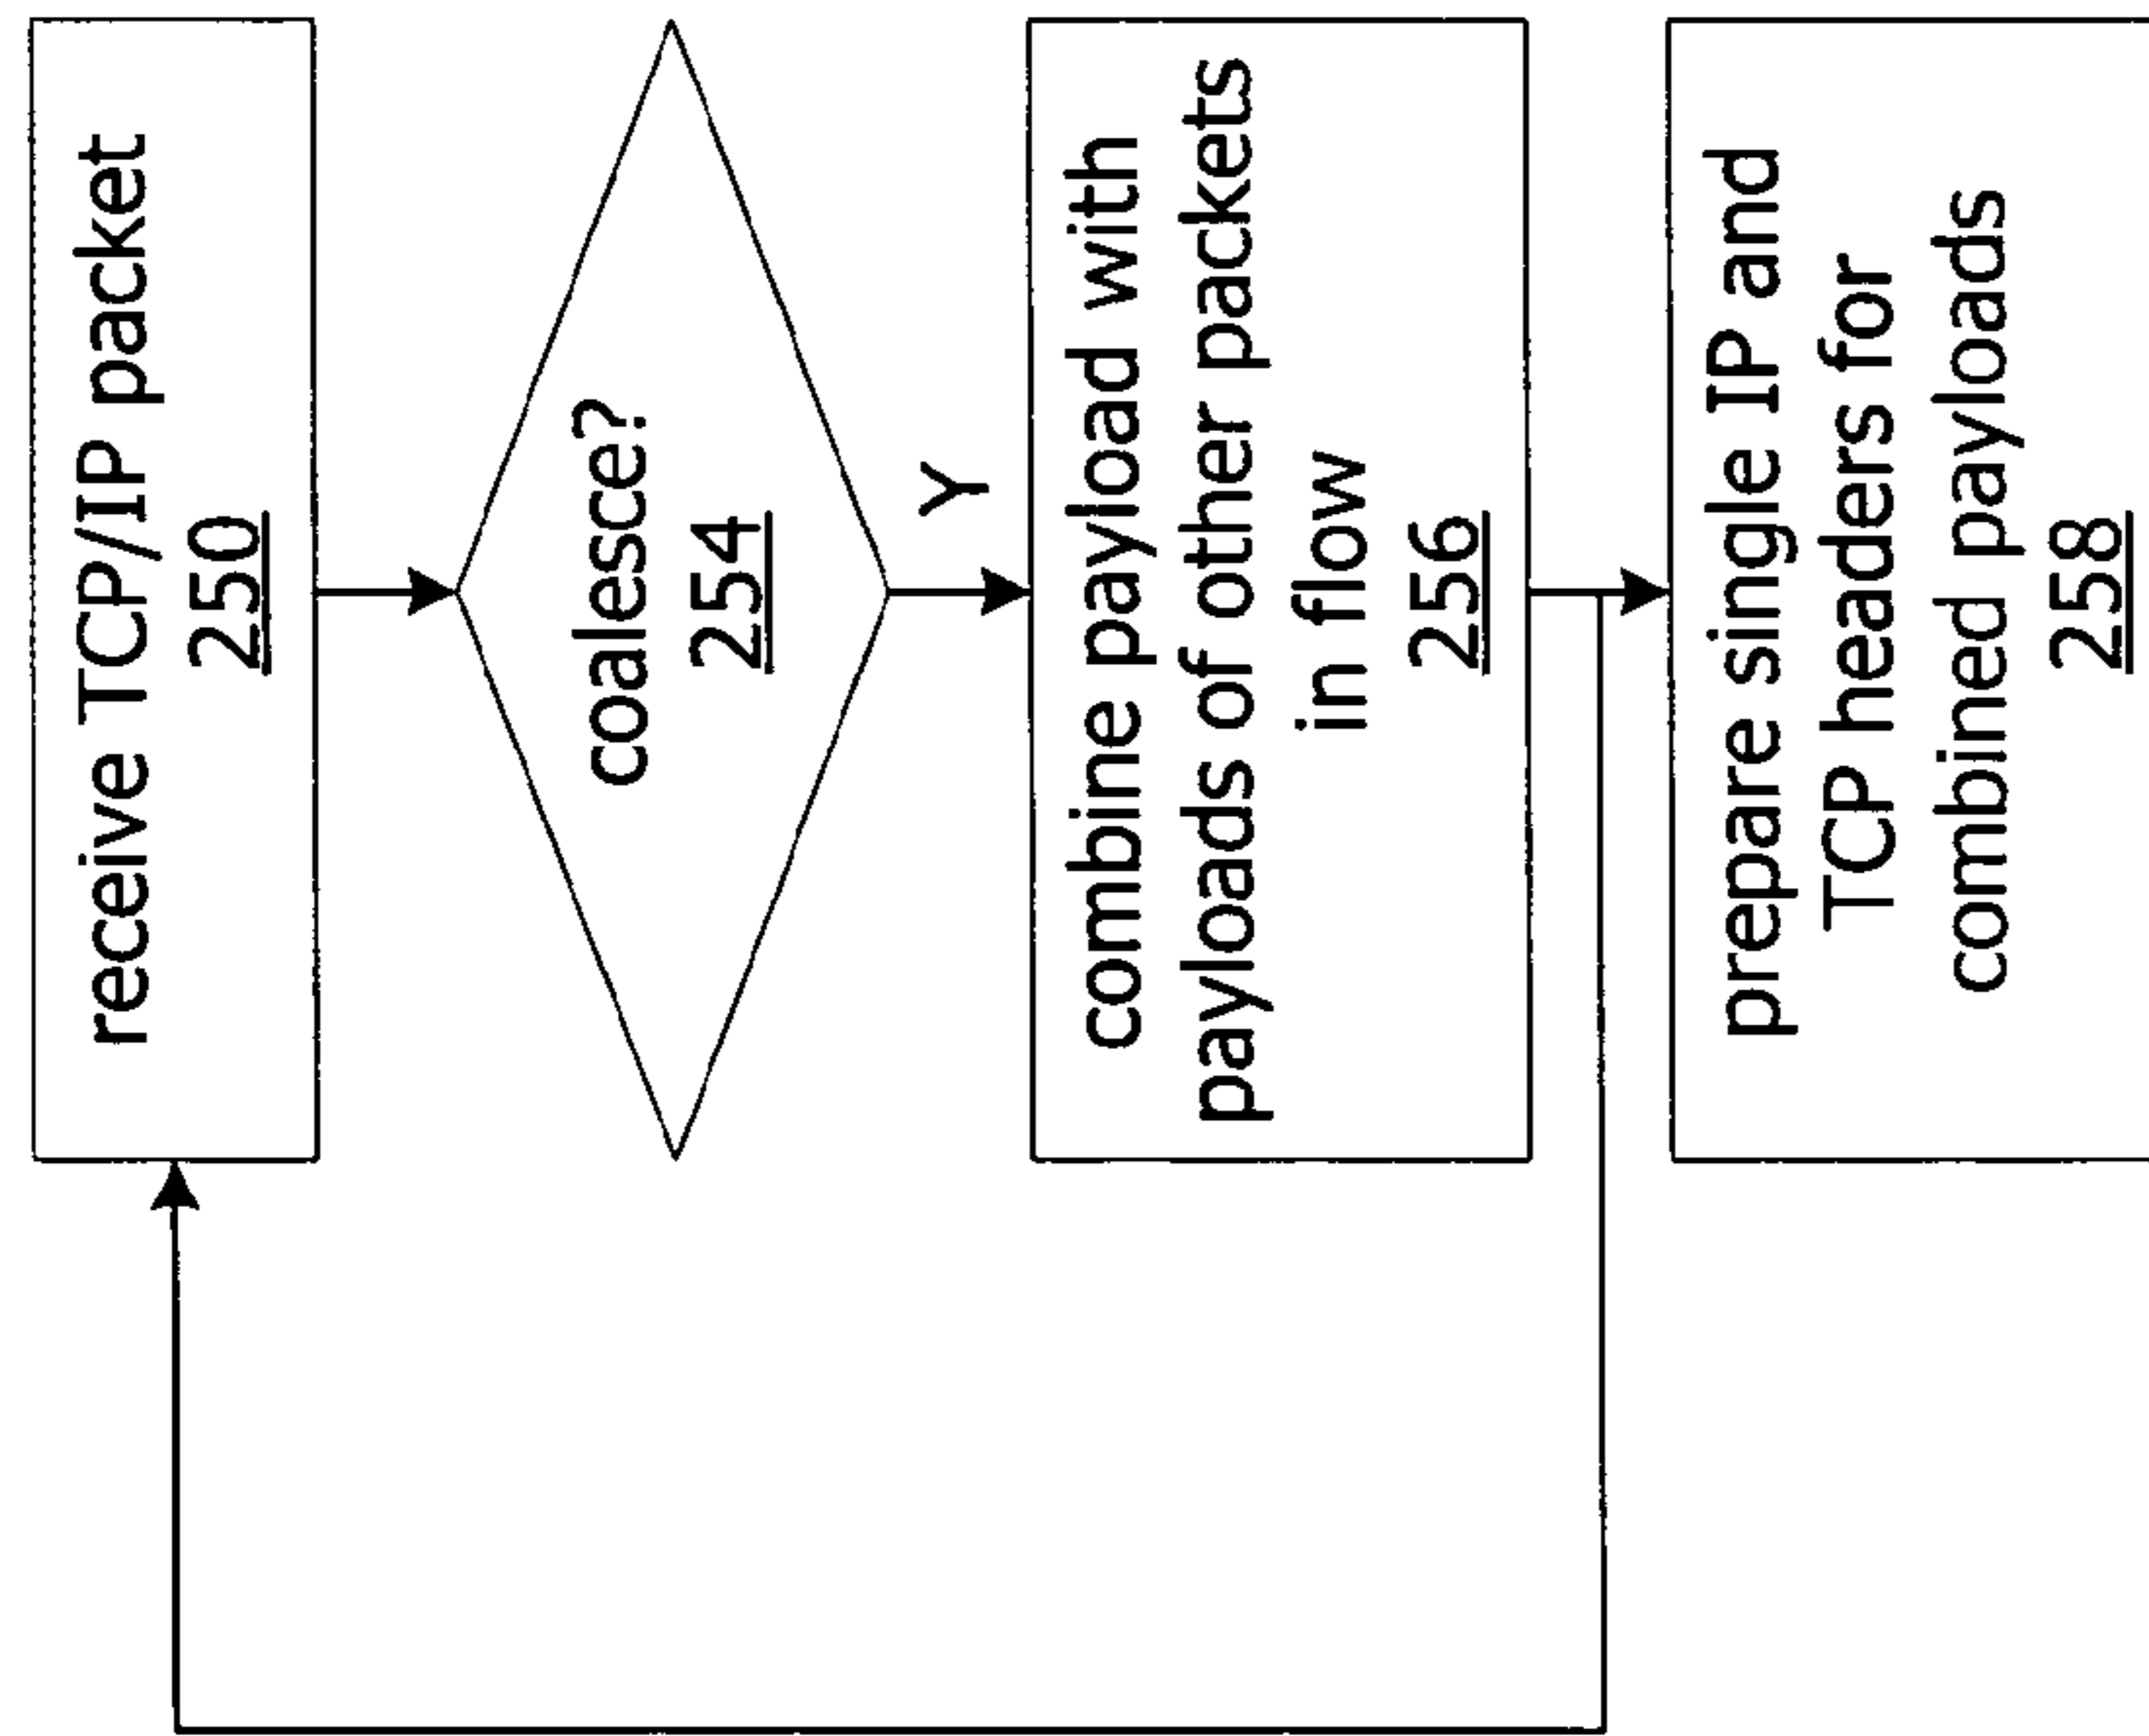 receive TCP/IP packet
250
coalesce?
254
Y
combine payload with
payloads of other packets
in flow
256
prepare single IP and
TCP headers for
combined payloads
258